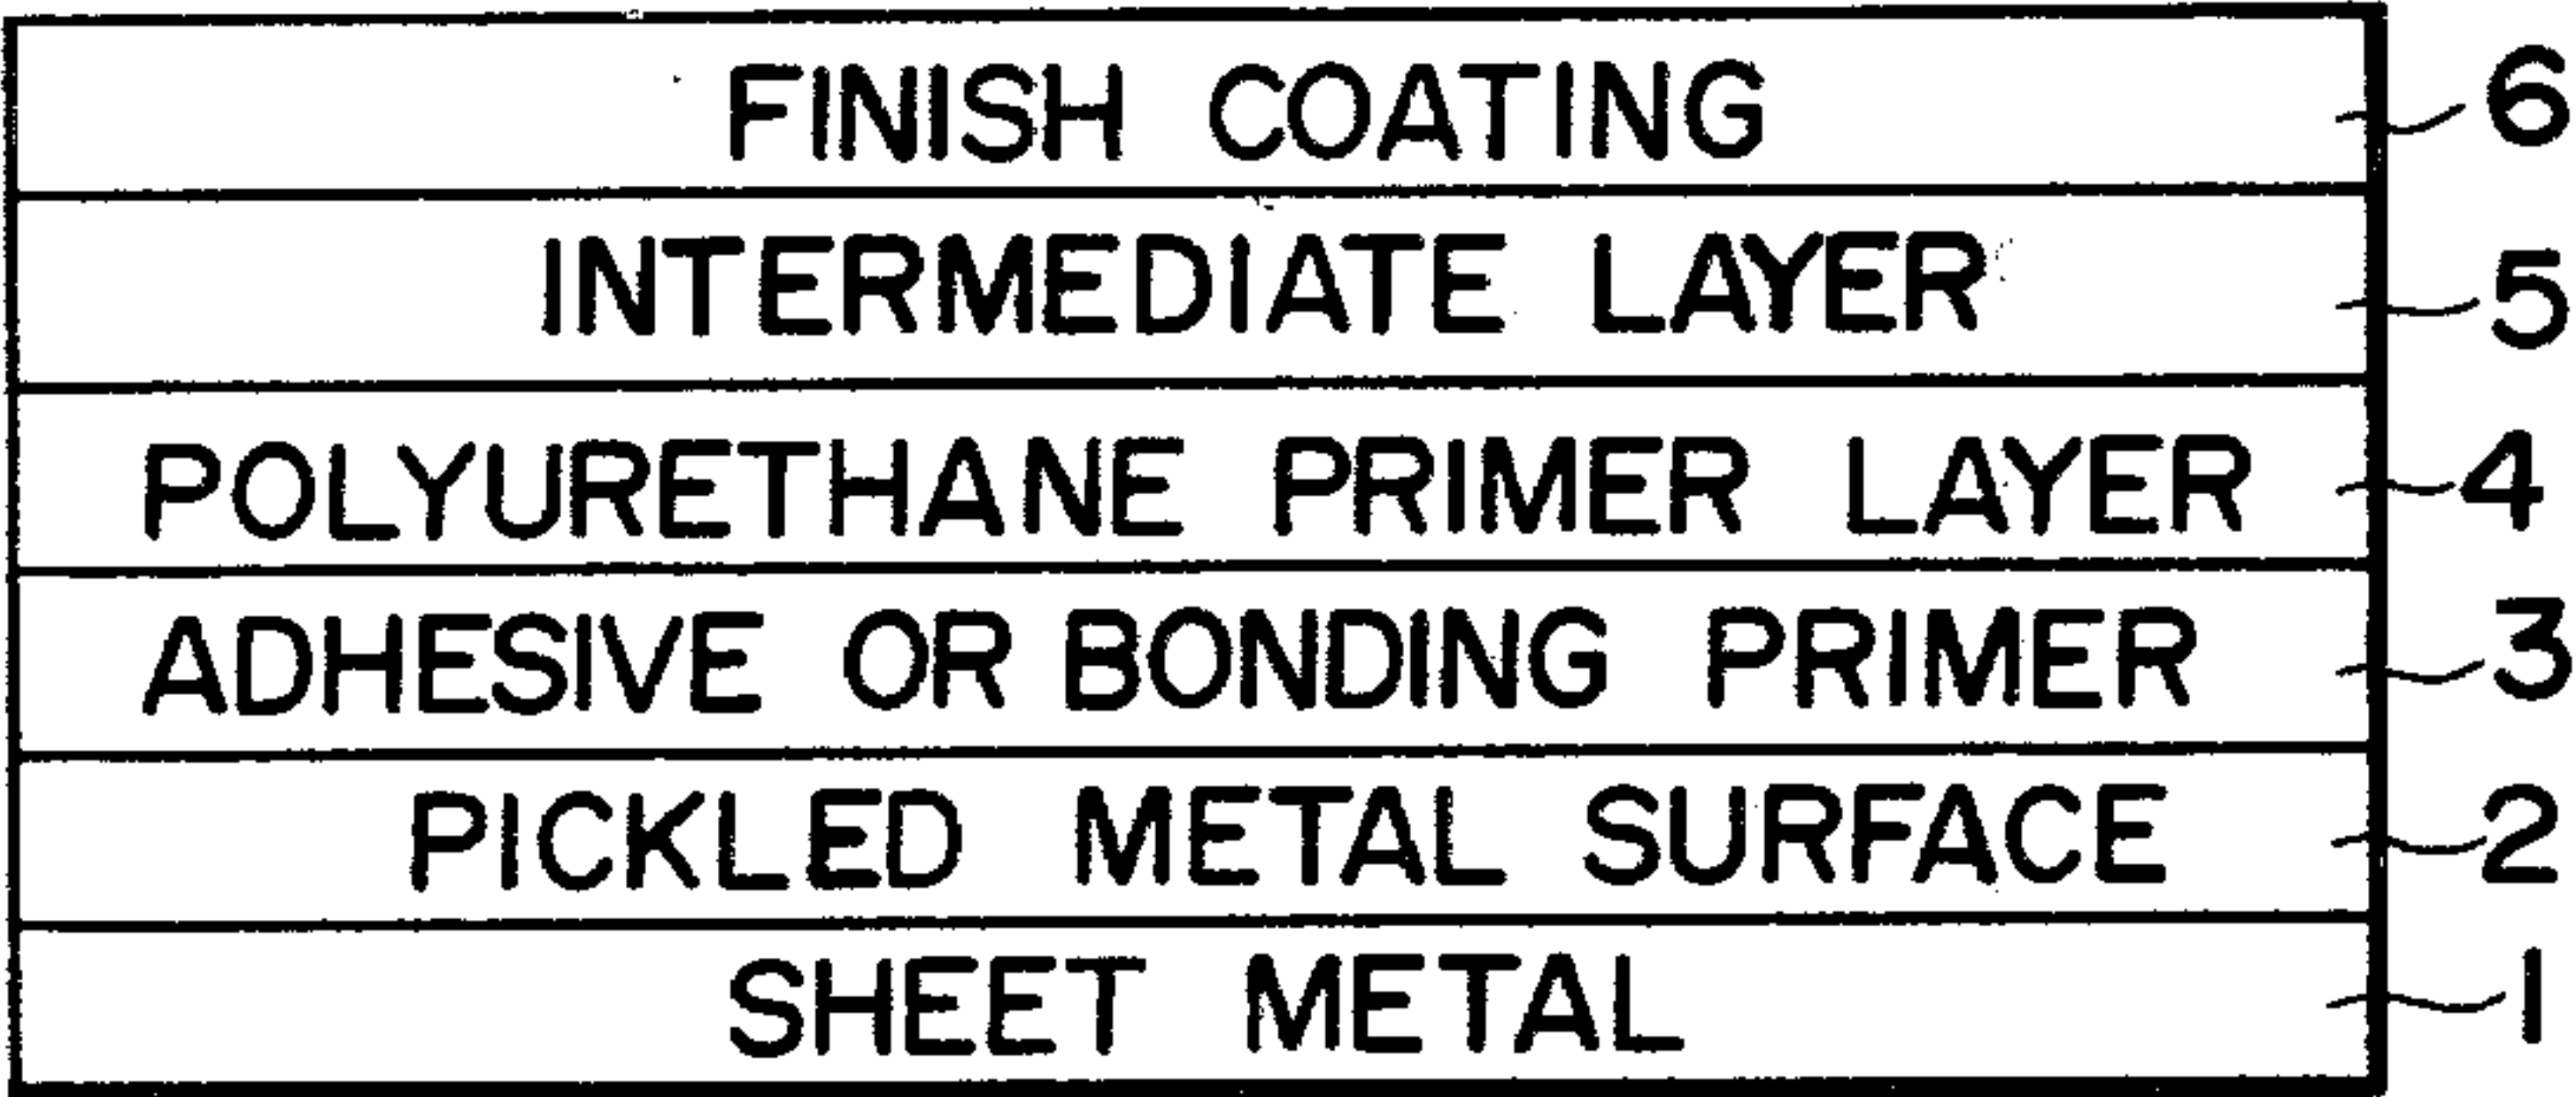 FINISH COATING 6
INTERMEDIATE LAYER 5
POLYURETHANE PRIMER LAYER 4
ADHESIVE OR BONDING PRIMER 3
PICKLED METAL SURFACE 2
SHEET METAL 1